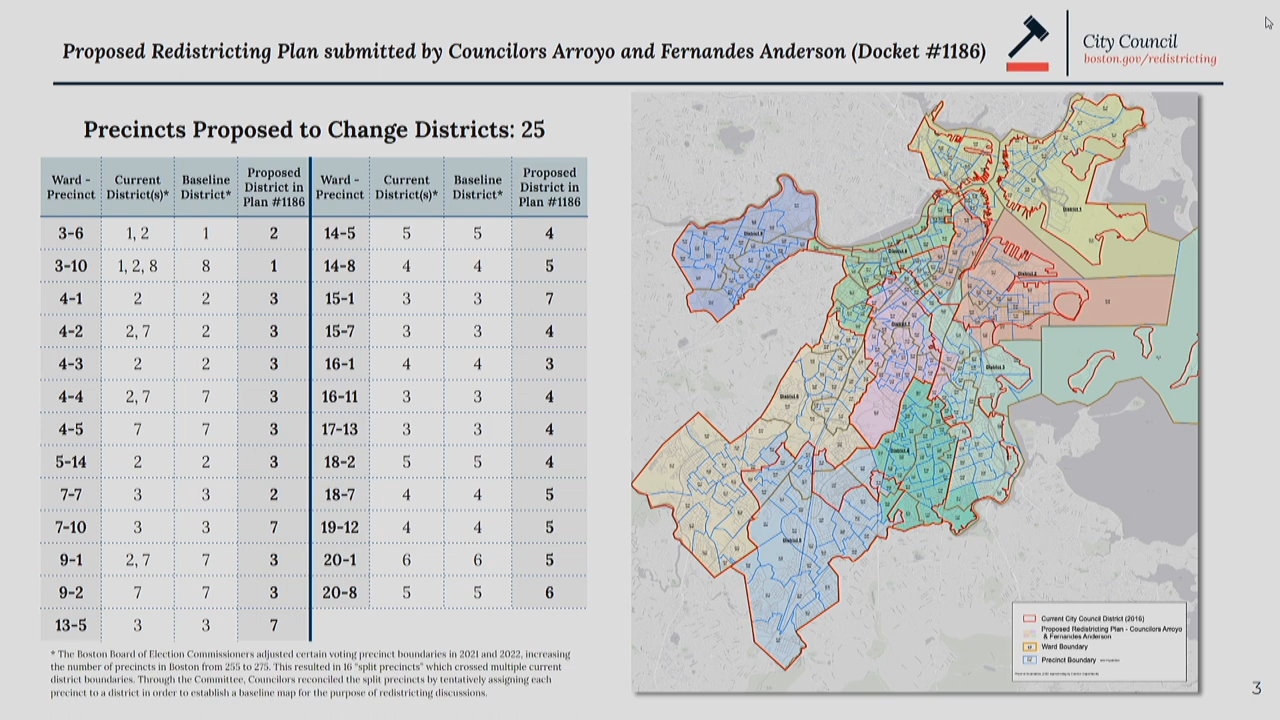 Proposed Redistricting Plan submitted by Councilors Arroyo and Fernandes Anderson (Docket #1186)
City Council
boston.gov/redistricting
Precincts Proposed to Change Districts: 25
Ward - Precinct Current District(s)* Baseline District* Proposed District in Plan #1186 Ward - Precinct Current District(s)* Baseline District* Proposed District in Plan #1186
3-6 1, 2 1 2 14-5 5 5 4
3-10 1, 2, 8 8 1 14-8 4 4 5
4-1 2 2 3 15-1 3 3 7
4-2 2, 7 2 3 15-7 3 3 4
4-3 2 2 3 16-1 4 4 3
4-4 2, 7 7 3 16-11 3 3 4
4-5 7 7 3 17-13 3 3 4
5-14 2 2 3 18-2 5 5 4
7-7 3 3 2 18-7 4 4 5
7-10 3 3 7 19-12 4 4 5
9-1 2, 7 7 3 20-1 6 6 5
9-2 7 7 3 20-8 5 5 6
13-5 3 3 7
* The Boston Board of Election Commissioners adjusted certain ward and precinct boundaries in 2021 and 2022, increasing
the number of precincts in Boston from 255 to 275. This resulted in 16 "split precincts" which crossed multiple current
district boundaries. Through the Committee, Councilors reconciled the split precincts by tentatively assigning each
precinct to a district in order to establish a baseline map for the purpose of redistricting discussions.
District 1
District 2
District 3
Current City Council District (2016)
Proposed Redistricting Plan - Councilors Arroyo
& Fernandes Anderson
Ward Boundary
Precinct Boundary
3